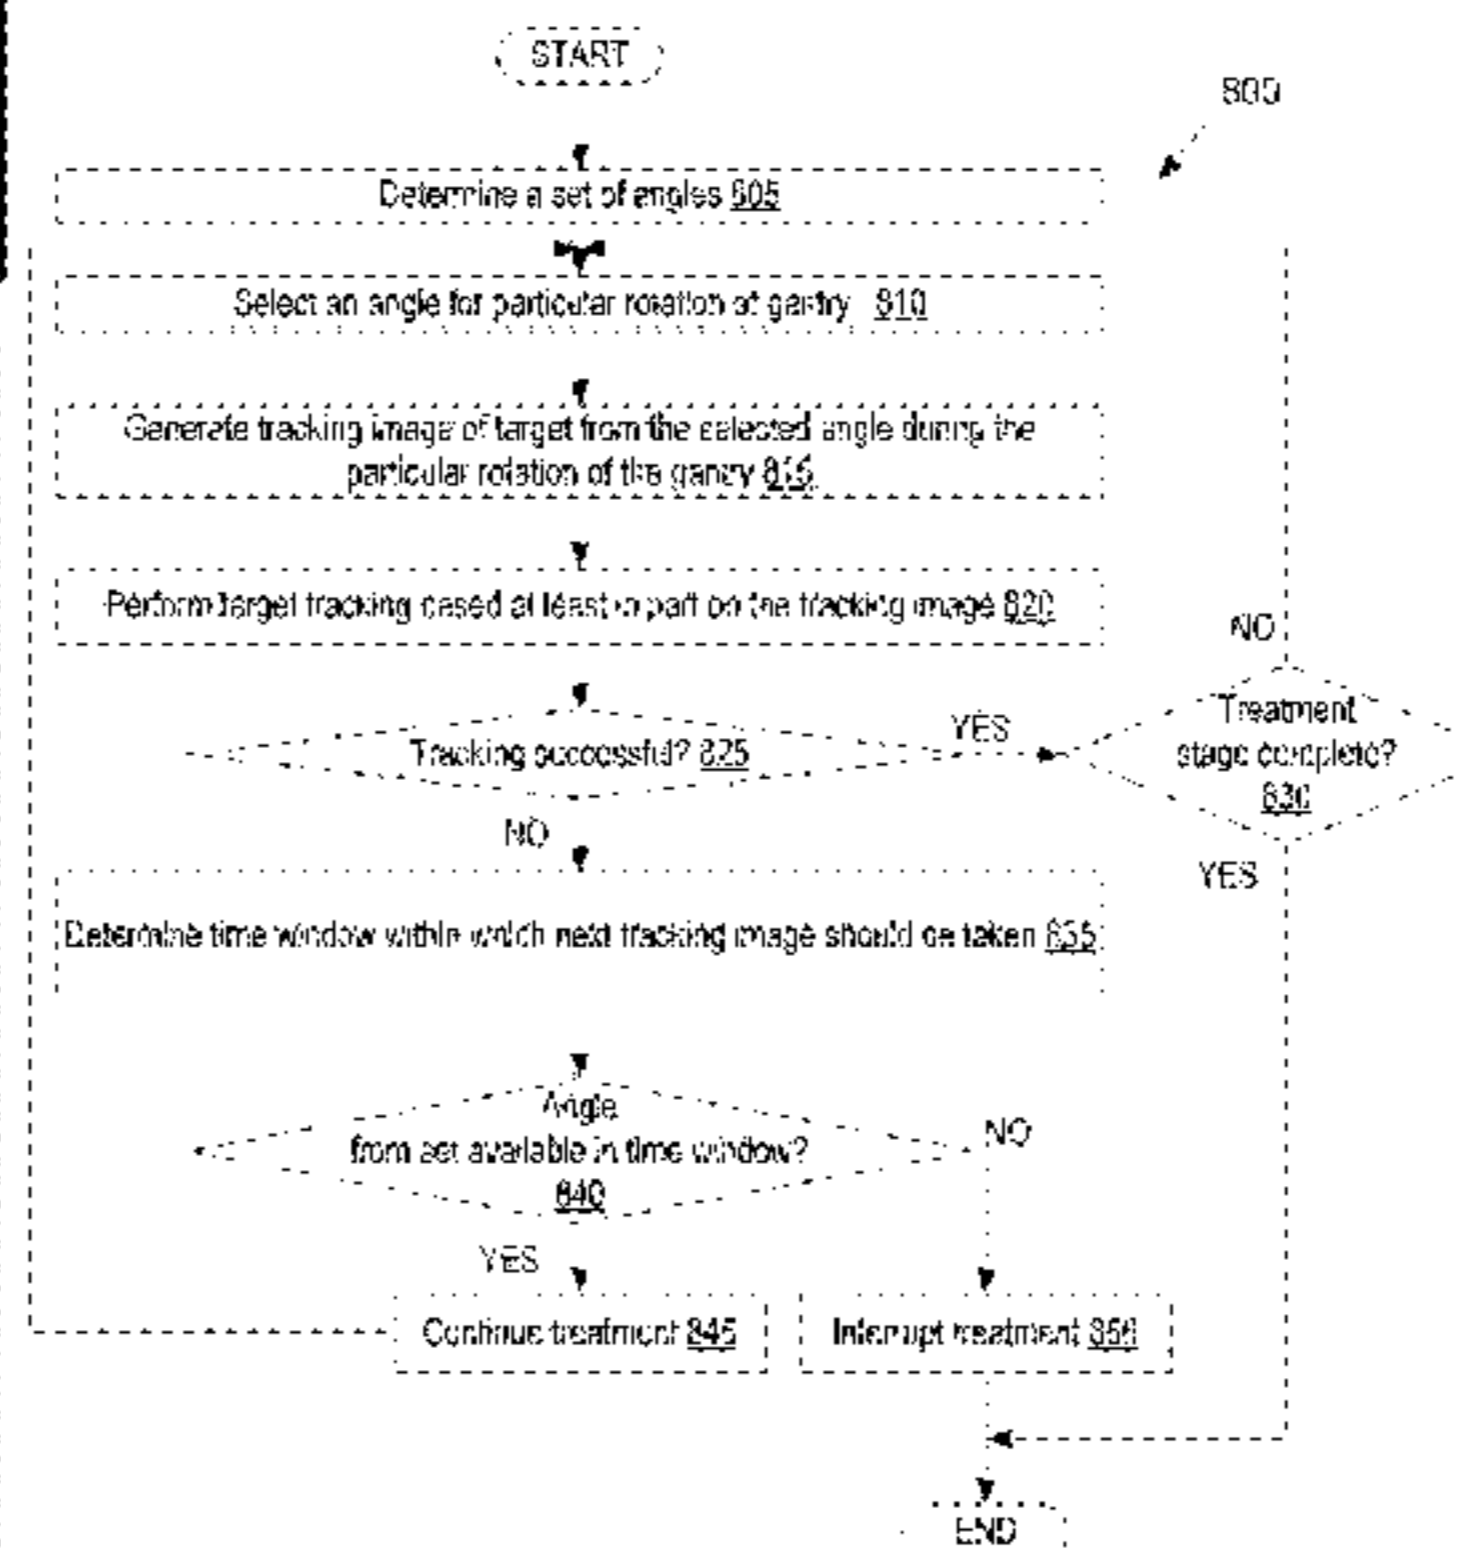 START
800
Determine a set of angles 805
Select an angle for particular rotation of gantry 810
Generate tracking image of target from the selected angle during the
particular rotation of the gantry 815
Perform target tracking based at least in part on the tracking image 820
NO
Treatment
stage complete?
830
YES
Tracking successful? 825
YES
NO
Determine time window within which next tracking image should be taken 835
Angle
from set available in time window?
840
NO
YES
Continue treatment 845
Interrupt treatment 850
END